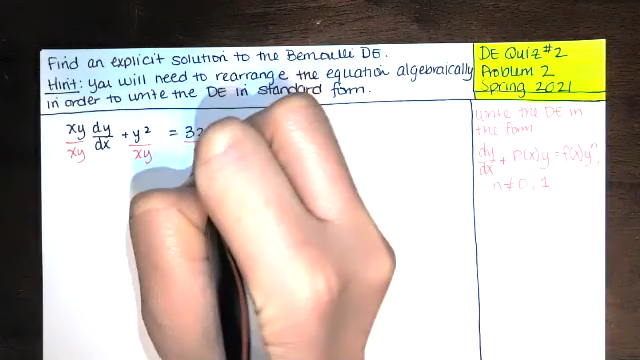 Find an explicit solution to the Bernoulli DE.
Hint: you will need to rearrange the equation algebraically
in order to write the DE in standard form.
DE Quiz #2
Problem 2
Spring 2021
xy dy/dx + y² = 32
xy xy
write the DE in
the form
dy/dx + P(x)y = f(x)yⁿ,
n ≠ 0, 1